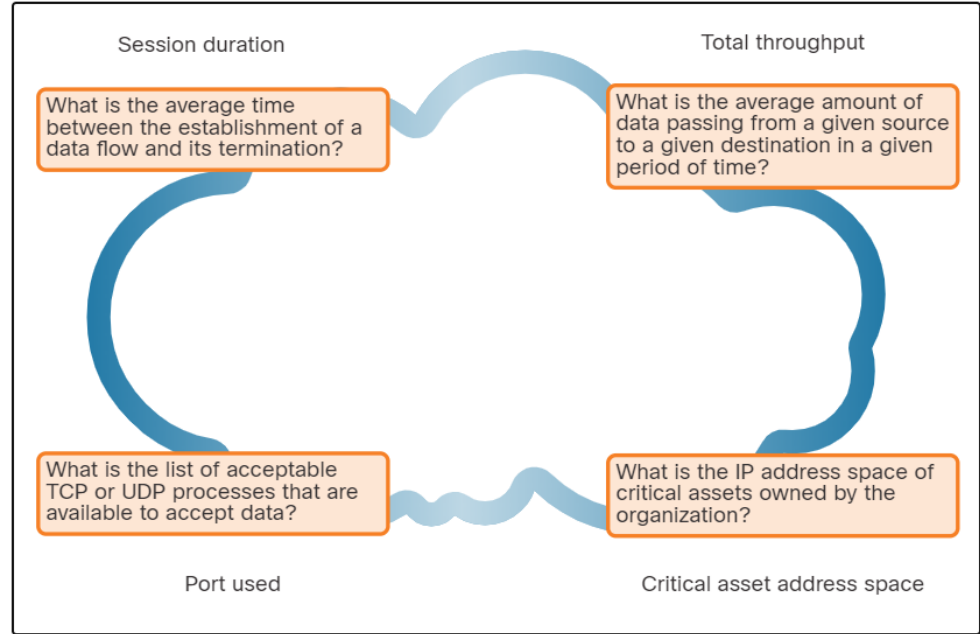 Session duration
Total throughput
What is the average time
between the establishment of a
data flow and its termination?
What is the average amount of
data passing from a given source
to a given destination in a given
period of time?
What is the list of acceptable
TCP or UDP processes that are
available to accept data?
What is the IP address space of
critical assets owned by the
organization?
Port used
Critical asset address space